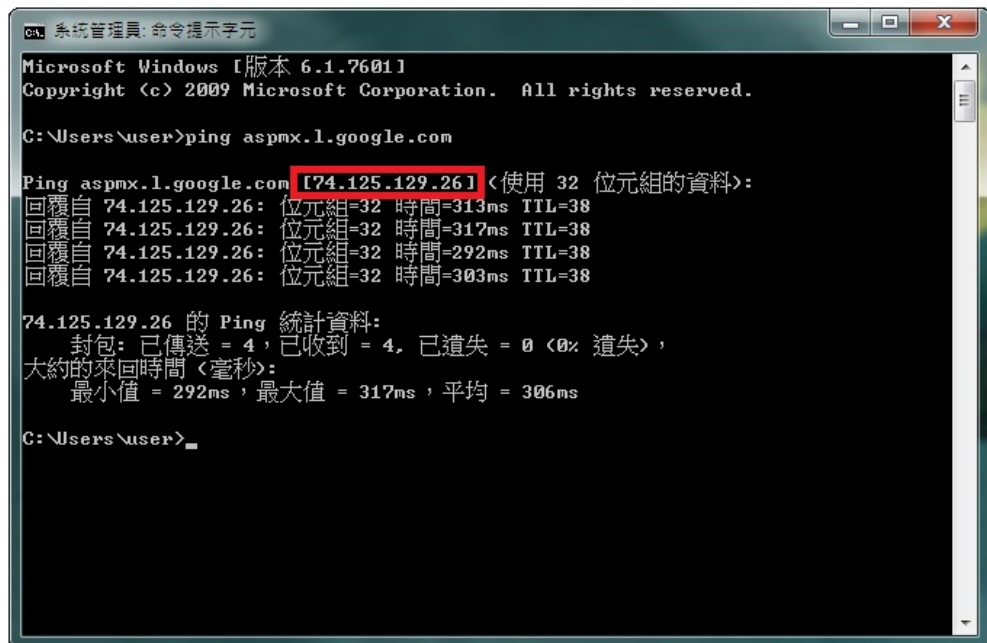 系統管理員: 命令提示字元
Microsoft Windows [版本 6.1.7601]
Copyright (c) 2009 Microsoft Corporation.  All rights reserved.
C:\Users\user>ping aspmx.l.google.com
Ping aspmx.l.google.com [74.125.129.26] (使用 32 位元組的資料):
回覆自 74.125.129.26: 位元組=32 時間=313ms TTL=38
回覆自 74.125.129.26: 位元組=32 時間=317ms TTL=38
回覆自 74.125.129.26: 位元組=32 時間=292ms TTL=38
回覆自 74.125.129.26: 位元組=32 時間=303ms TTL=38
74.125.129.26 的 Ping 統計資料:
封包: 已傳送 = 4，已收到 = 4, 已遺失 = 0 (0% 遺失)，
大約的來回時間 (毫秒):
最小值 = 292ms，最大值 = 317ms，平均 = 306ms
C:\Users\user>